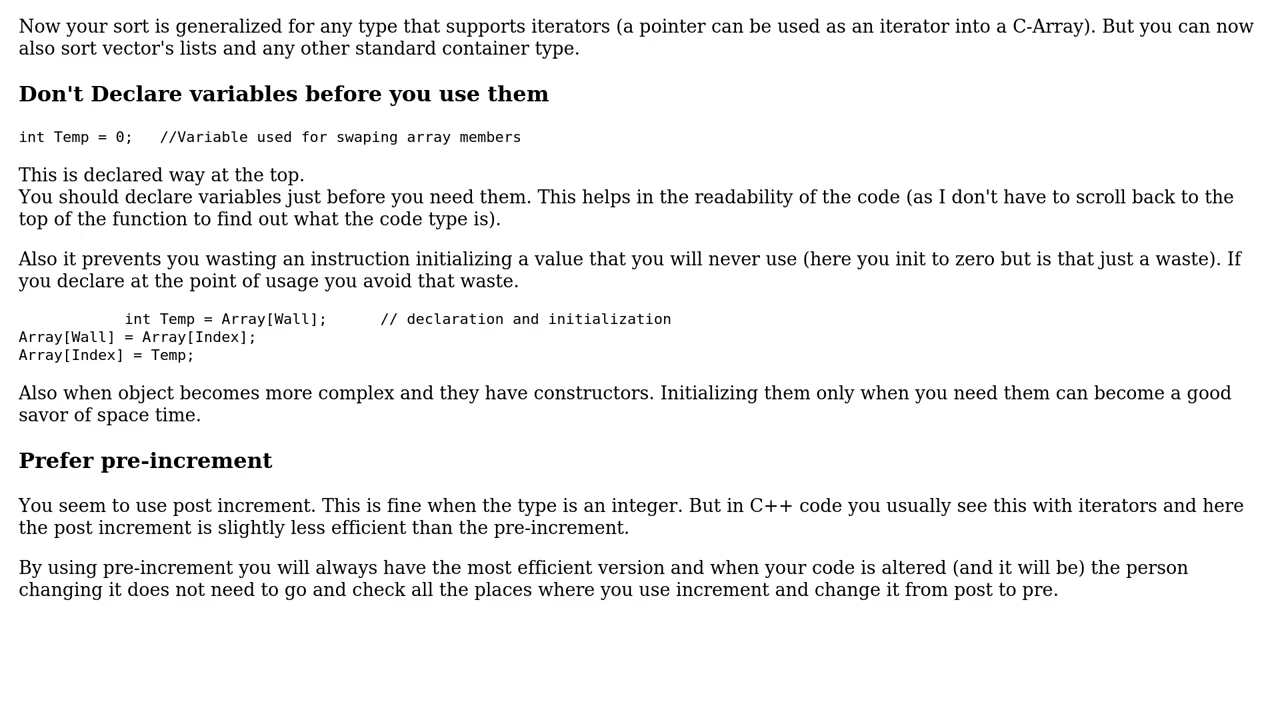 Now your sort is generalized for any type that supports iterators (a pointer can be used as an iterator into a C-Array). But you can now
also sort vector's lists and any other standard container type.
Don't Declare variables before you use them
int Temp = 0;   //Variable used for swaping array members
This is declared way at the top.
You should declare variables just before you need them. This helps in the readability of the code (as I don't have to scroll back to the
top of the function to find out what the code type is).
Also it prevents you wasting an instruction initializing a value that you will never use (here you init to zero but is that just a waste). If
you declare at the point of usage you avoid that waste.
            int Temp = Array[Wall];      // declaration and initialization
Array[Wall] = Array[Index];
Array[Index] = Temp;
Also when object becomes more complex and they have constructors. Initializing them only when you need them can become a good
savor of space time.
Prefer pre-increment
You seem to use post increment. This is fine when the type is an integer. But in C++ code you usually see this with iterators and here
the post increment is slightly less efficient than the pre-increment.
By using pre-increment you will always have the most efficient version and when your code is altered (and it will be) the person
changing it does not need to go and check all the places where you use increment and change it from post to pre.